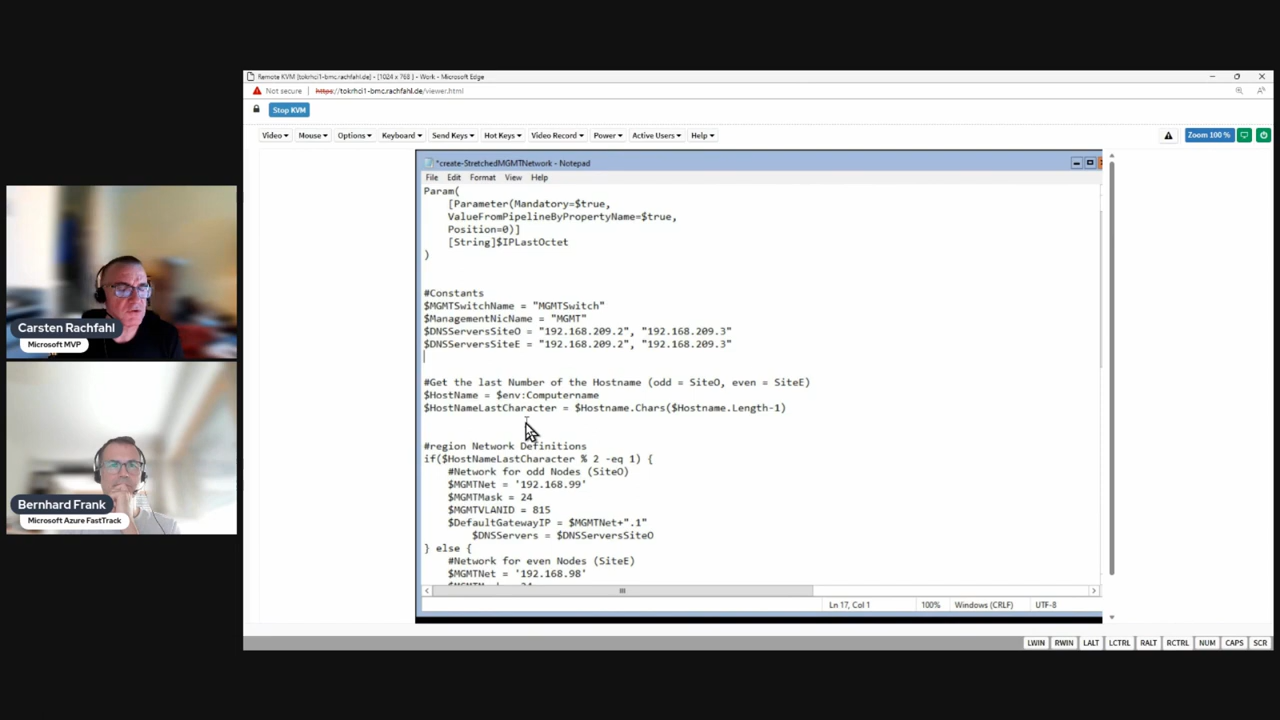 Remote KVM [tokrhci1-bmc.rachfahl.de] - [1024 x 768 ] - Work - Microsoft Edge
Not secure | https://tokrhci1-bmc.rachfahl.de/viewer.html
Stop KVM
Video Mouse Options Keyboard Send Keys Hot Keys Video Record Power Active Users Help
Zoom 100 %
*create-StretchedMGMTNetwork - Notepad
File Edit Format View Help
Param(
[Parameter(Mandatory=$true,
ValueFromPipelineByPropertyName=$true,
Position=0)]
[String]$IPLastOctet
)
#Constants
$MGMTSwitchName = "MGMTSwitch"
$ManagementNicName = "MGMT"
$DNSServersSiteO = "192.168.209.2", "192.168.209.3"
$DNSServersSiteE = "192.168.209.2", "192.168.209.3"
#Get the last Number of the Hostname (odd = SiteO, even = SiteE)
$HostName = $env:Computername
$HostNameLastCharacter = $Hostname.Chars($Hostname.Length-1)
#region Network Definitions
if($HostNameLastCharacter % 2 -eq 1) {
#Network for odd Nodes (SiteO)
$MGMTNet = '192.168.99'
$MGMTMask = 24
$MGMTVLANID = 815
$DefaultGatewayIP = $MGMTNet+".1"
$DNSServers = $DNSServersSiteO
} else {
#Network for even Nodes (SiteE)
$MGMTNet = '192.168.98'
$MGMTMask = 24
Ln 17, Col 1 100% Windows (CRLF) UTF-8
LWIN RWIN LALT LCTRL RALT RCTRL NUM CAPS SCR
Carsten Rachfahl
Microsoft MVP
Bernhard Frank
Microsoft Azure FastTrack